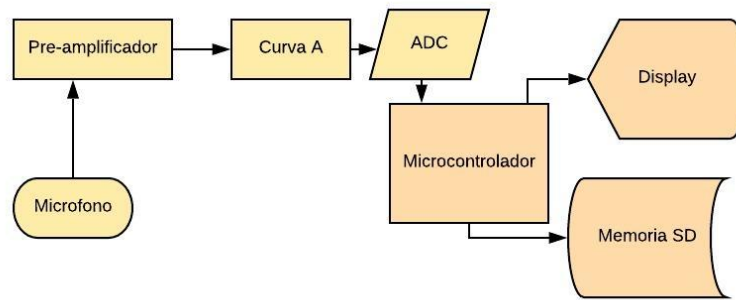 Pre-amplificador
Curva A
ADC
Display
Microcontrolador
Microfono
Memoria SD